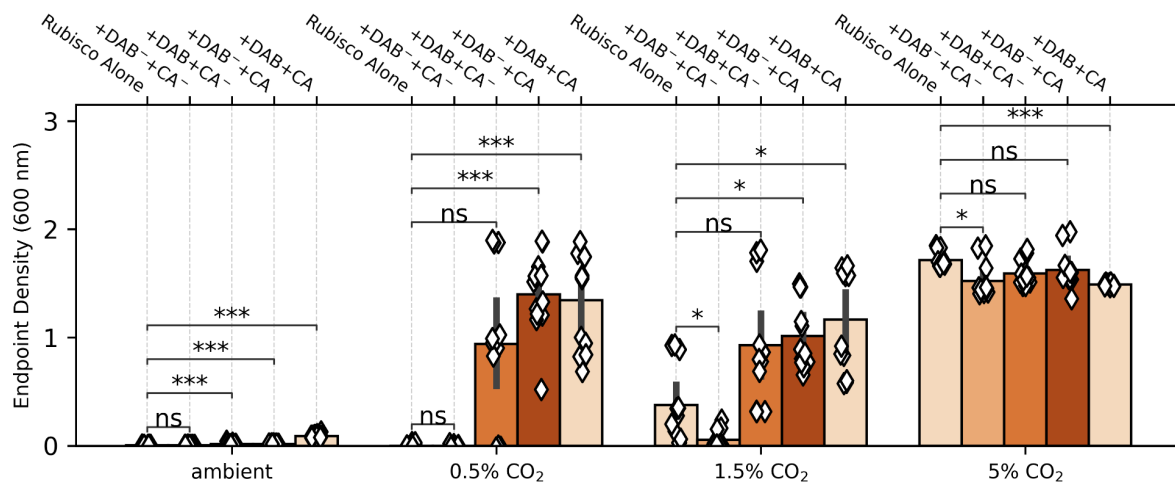 Rubisco Alone
+DAB⁻+CA⁻
+DAB+CA⁻
+DAB⁻+CA
+DAB+CA
Rubisco Alone
+DAB⁻+CA⁻
+DAB+CA⁻
+DAB⁻+CA
+DAB+CA
Rubisco Alone
+DAB⁻+CA⁻
+DAB+CA⁻
+DAB⁻+CA
+DAB+CA
Rubisco Alone
+DAB⁻+CA⁻
+DAB+CA⁻
+DAB⁻+CA
+DAB+CA
Endpoint Density (600 nm)
3
2
1
0
***
***
***
ns
***
***
ns
ns
*
*
ns
*
***
ns
ns
*
ambient
0.5% CO₂
1.5% CO₂
5% CO₂